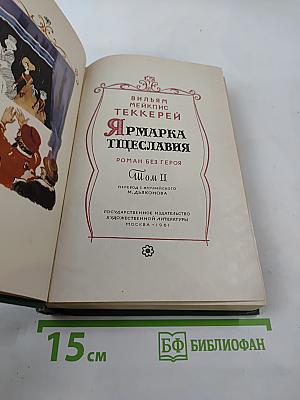 ВИЛЬЯМ
МЕЙКПИС
ТЕККЕРЕЙ
ЯРМАРКА
ТЩЕСЛАВИЯ
РОМАН БЕЗ ГЕРОЯ
Том II
ПЕРЕВОД С АНГЛИЙСКОГО
М. ДЬЯКОНОВА
ГОСУДАРСТВЕННОЕ ИЗДАТЕЛЬСТВО
ХУДОЖЕСТВЕННОЙ ЛИТЕРАТУРЫ
МОСКВА · 1961
15 см
БФ БИБЛИОФАН